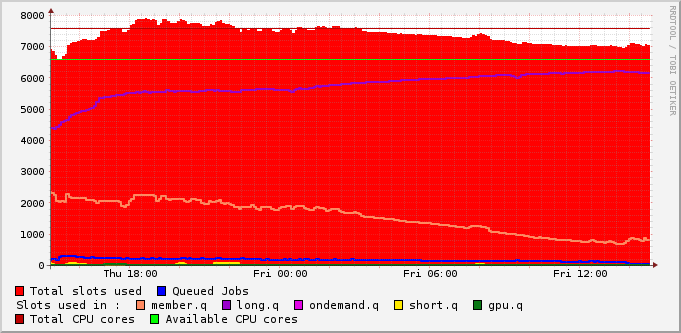 RRDTOOL / TOBI OETIKER
8000
7000
6000
5000
4000
3000
2000
1000
0
Thu 18:00 Fri 00:00 Fri 06:00 Fri 12:00
Total slots used Queued Jobs
Slots used in : member.q long.q ondemand.q short.q gpu.q
Total CPU cores Available CPU cores